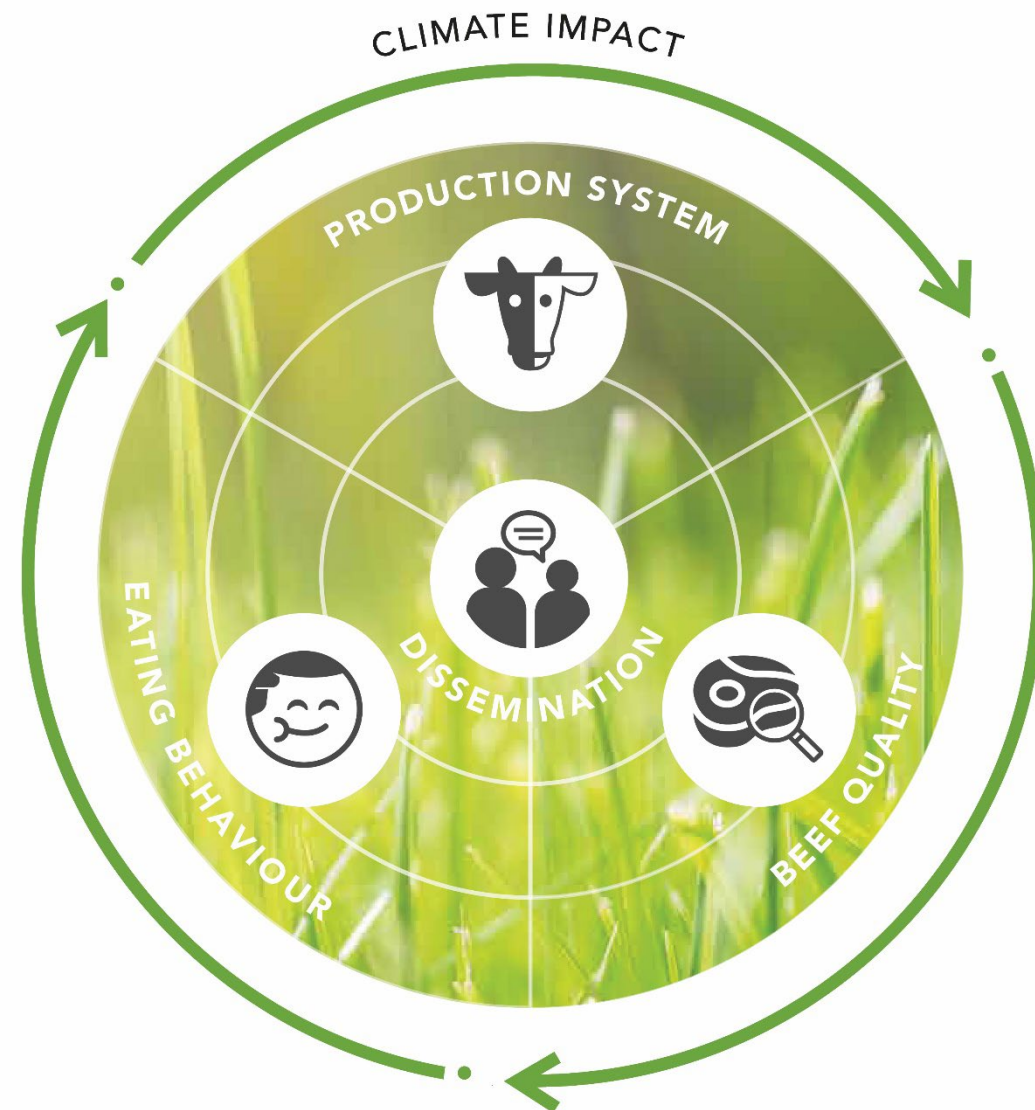 CLIMATE IMPACT
PRODUCTION SYSTEM
EATING BEHAVIOUR
DISSEMINATION
BEEF QUALITY